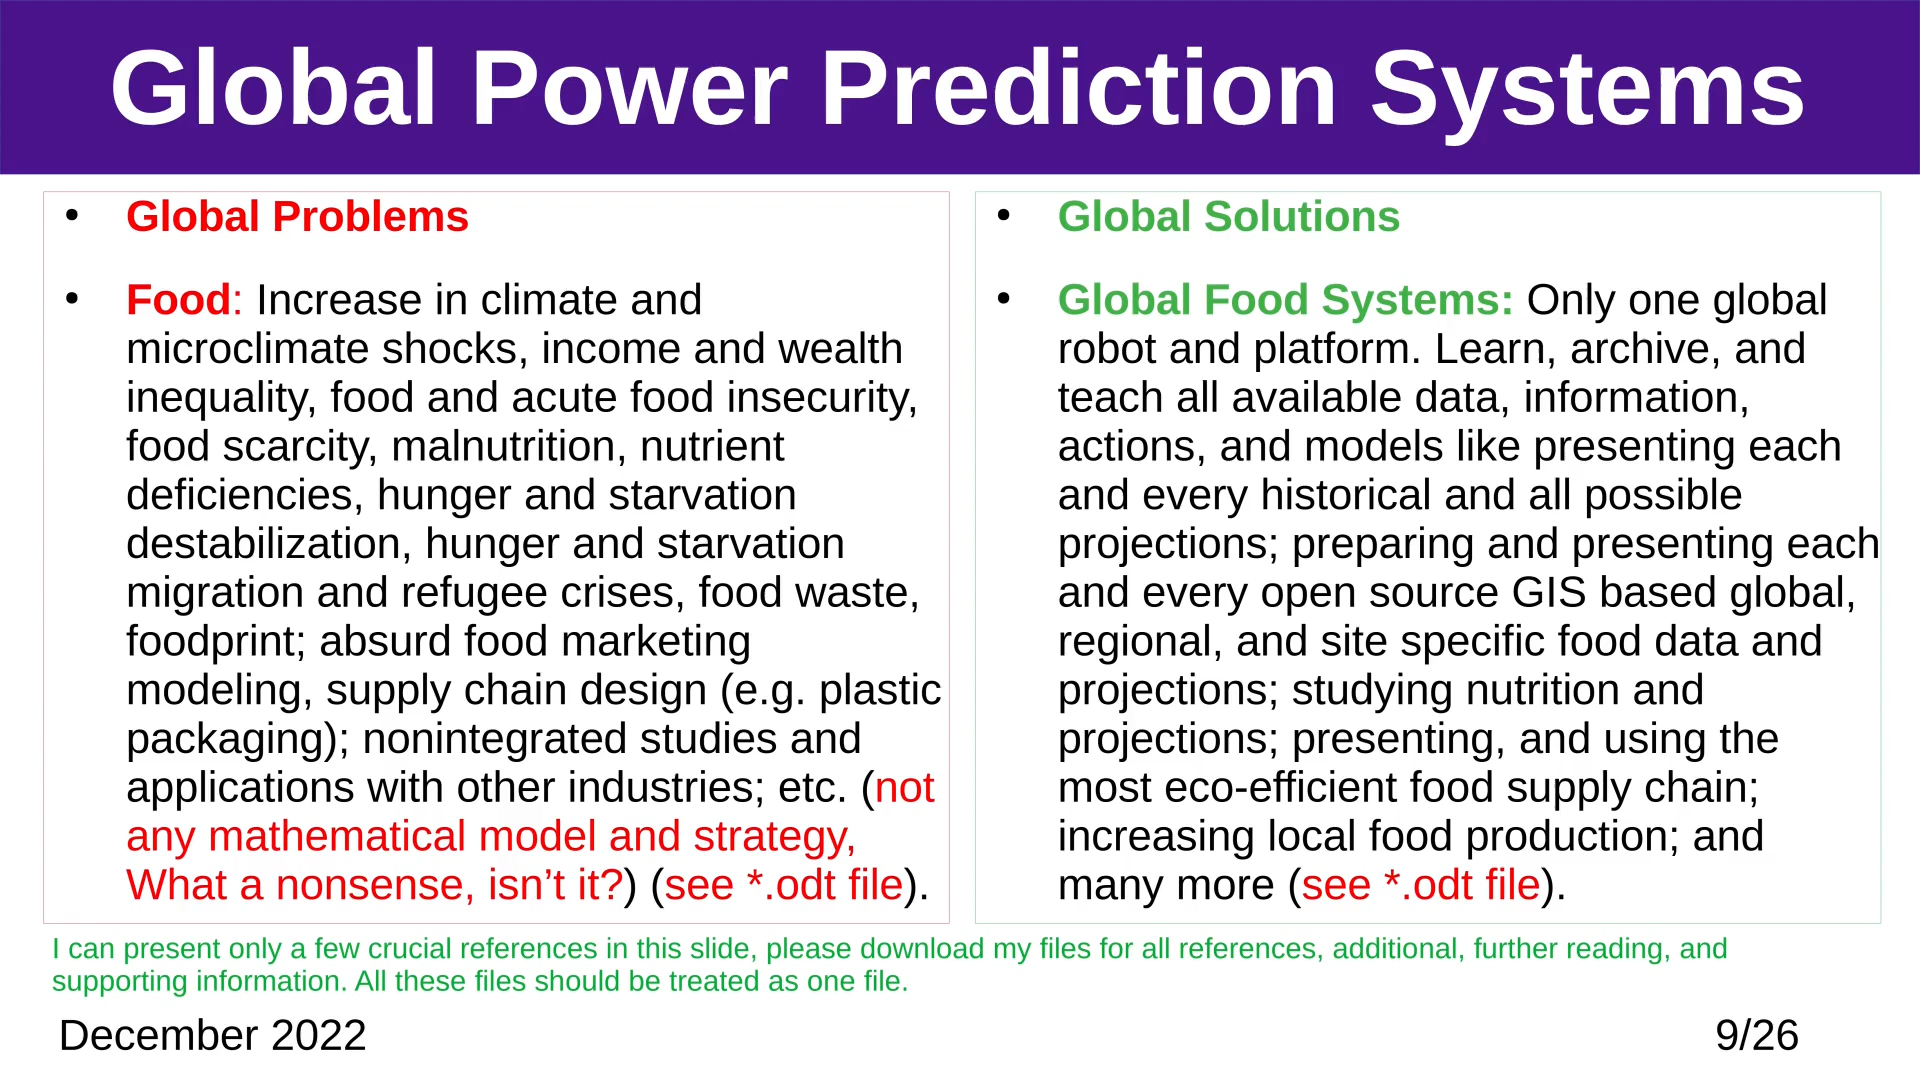 Global Power Prediction Systems
• Global Problems
• Food: Increase in climate and
microclimate shocks, income and wealth
inequality, food and acute food insecurity,
food scarcity, malnutrition, nutrient
deficiencies, hunger and starvation
destabilization, hunger and starvation
migration and refugee crises, food waste,
foodprint; absurd food marketing
modeling, supply chain design (e.g. plastic
packaging); nonintegrated studies and
applications with other industries; etc. (not
any mathematical model and strategy,
What a nonsense, isn’t it?) (see *.odt file).
• Global Solutions
• Global Food Systems: Only one global
robot and platform. Learn, archive, and
teach all available data, information,
actions, and models like presenting each
and every historical and all possible
projections; preparing and presenting each
and every open source GIS based global,
regional, and site specific food data and
projections; studying nutrition and
projections; presenting, and using the
most eco-efficient food supply chain;
increasing local food production; and
many more (see *.odt file).
I can present only a few crucial references in this slide, please download my files for all references, additional, further reading, and
supporting information. All these files should be treated as one file.
December 2022
9/26